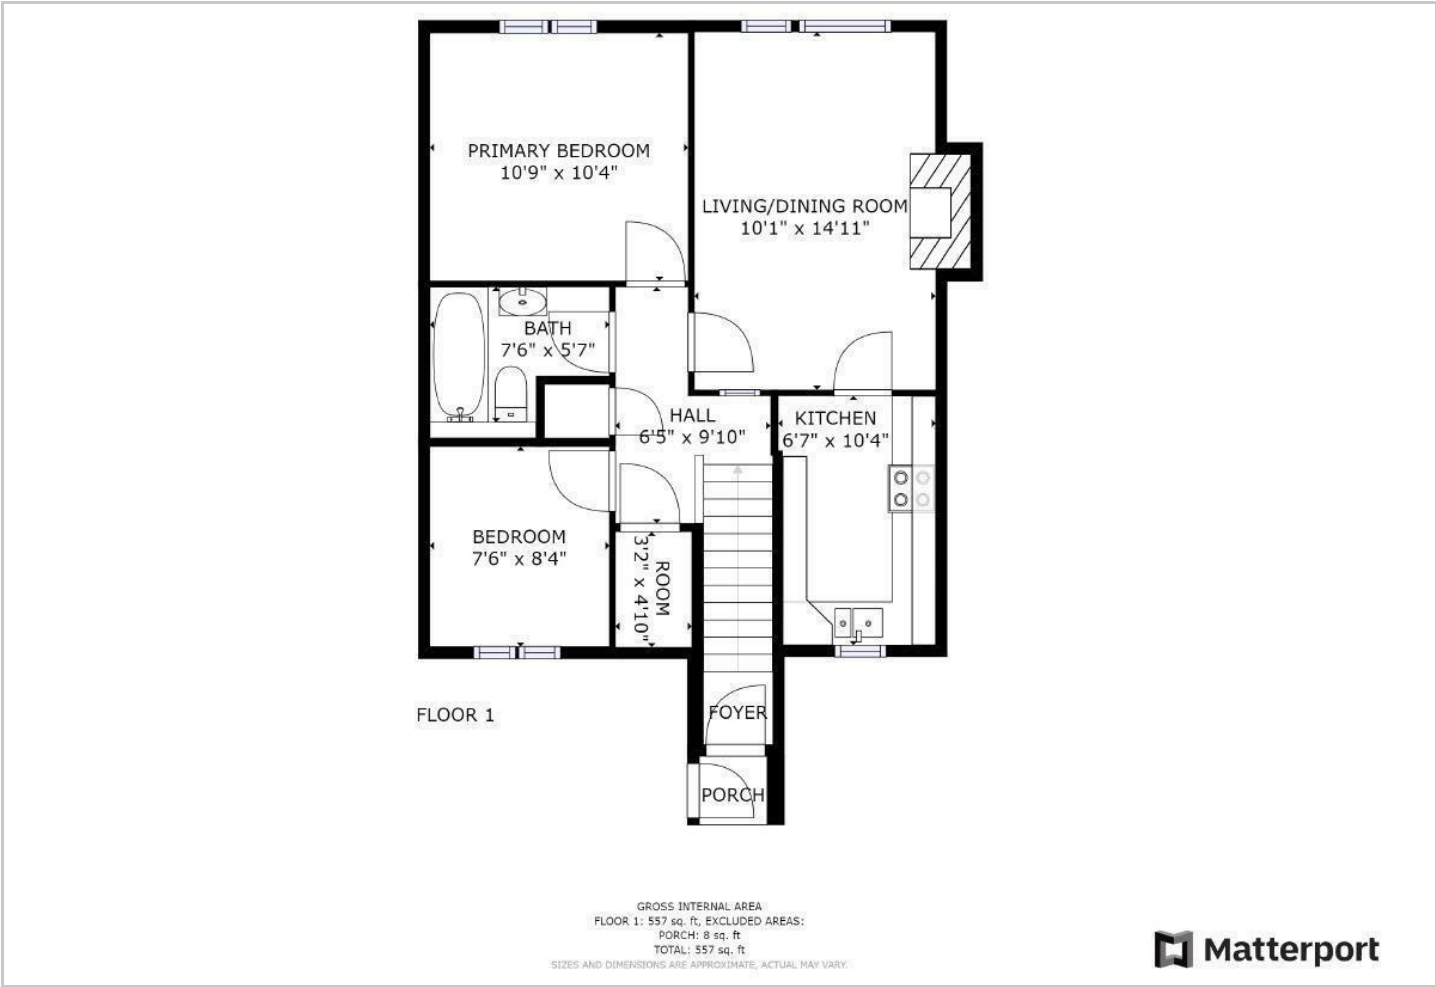 PRIMARY BEDROOM
10'9" x 10'4"
LIVING/DINING ROOM
10'1" x 14'11"
BATH
7'6" x 5'7"
HALL
6'5" x 9'10"
KITCHEN
6'7" x 10'4"
BEDROOM
7'6" x 8'4"
ROOM
3'2" x 4'10"
FOYER
FLOOR 1
PORCH
GROSS INTERNAL AREA
FLOOR 1: 557 sq. ft, EXCLUDED AREAS:
PORCH: 8 sq. ft
TOTAL: 557 sq. ft
SIZES AND DIMENSIONS ARE APPROXIMATE, ACTUAL MAY VARY.
Matterport